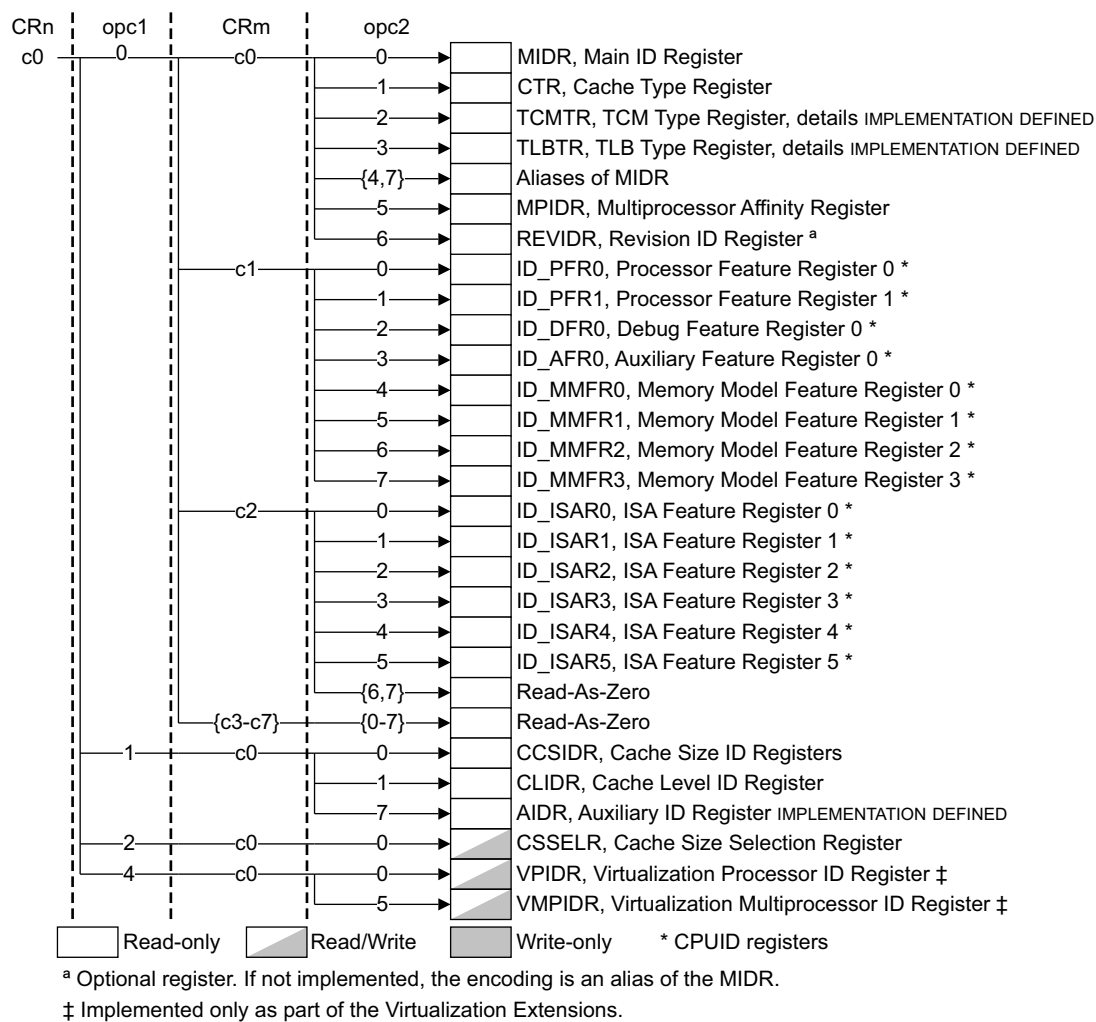 CRn opc1 CRm opc2
c0 0 c0 0 MIDR, Main ID Register
1 CTR, Cache Type Register
2 TCMTR, TCM Type Register, details IMPLEMENTATION DEFINED
3 TLBTR, TLB Type Register, details IMPLEMENTATION DEFINED
{4,7} Aliases of MIDR
5 MPIDR, Multiprocessor Affinity Register
6 REVIDR, Revision ID Register ª
c1 0 ID_PFR0, Processor Feature Register 0 *
1 ID_PFR1, Processor Feature Register 1 *
2 ID_DFR0, Debug Feature Register 0 *
3 ID_AFR0, Auxiliary Feature Register 0 *
4 ID_MMFR0, Memory Model Feature Register 0 *
5 ID_MMFR1, Memory Model Feature Register 1 *
6 ID_MMFR2, Memory Model Feature Register 2 *
7 ID_MMFR3, Memory Model Feature Register 3 *
c2 0 ID_ISAR0, ISA Feature Register 0 *
1 ID_ISAR1, ISA Feature Register 1 *
2 ID_ISAR2, ISA Feature Register 2 *
3 ID_ISAR3, ISA Feature Register 3 *
4 ID_ISAR4, ISA Feature Register 4 *
5 ID_ISAR5, ISA Feature Register 5 *
{6,7} Read-As-Zero
{c3-c7} {0-7} Read-As-Zero
1 c0 0 CCSIDR, Cache Size ID Registers
1 CLIDR, Cache Level ID Register
7 AIDR, Auxiliary ID Register IMPLEMENTATION DEFINED
2 c0 0 CSSELR, Cache Size Selection Register
4 c0 0 VPIDR, Virtualization Processor ID Register ‡
5 VMPIDR, Virtualization Multiprocessor ID Register ‡
Read-only Read/Write Write-only * CPUID registers
ª Optional register. If not implemented, the encoding is an alias of the MIDR.
‡ Implemented only as part of the Virtualization Extensions.